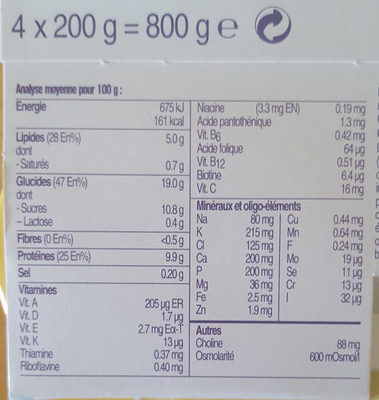 4 x 200 g = 800 g e
Analyse moyenne pour 100 g :
Energie 675 kJ
161 kcal
Lipides (28 En%) 5.0 g
dont
- Saturés 0.7 g
Glucides (47 En%) 19.0 g
dont
- Sucres 10.8 g
- Lactose 0.4 g
Fibres (0 En%) <0.5 g
Protéines (25 En%) 9.9 g
Sel 0.20 g
Vitamines
Vit. A 205 µg ER
Vit. D 1.7 µg
Vit. E 2.7 mg Eα-T
Vit. K 13 µg
Thiamine 0.37 mg
Riboflavine 0.40 mg
Niacine (3.3 mg EN) 0.19 mg
Acide pantothénique 1.3 mg
Vit. B6 0.42 mg
Acide folique 64 µg
Vit. B12 0.51 µg
Biotine 6.4 µg
Vit. C 16 mg
Minéraux et oligo-éléments
Na 80 mg Cu 0.44 mg
K 215 mg Mn 0.64 mg
Cl 125 mg F 0.24 mg
Ca 200 mg Mo 19 µg
P 200 mg Se 11 µg
Mg 36 mg Cr 13 µg
Fe 2.5 mg I 32 µg
Zn 1.9 mg
Autres
Choline 88 mg
Osmolarité 600 mOsmol/l